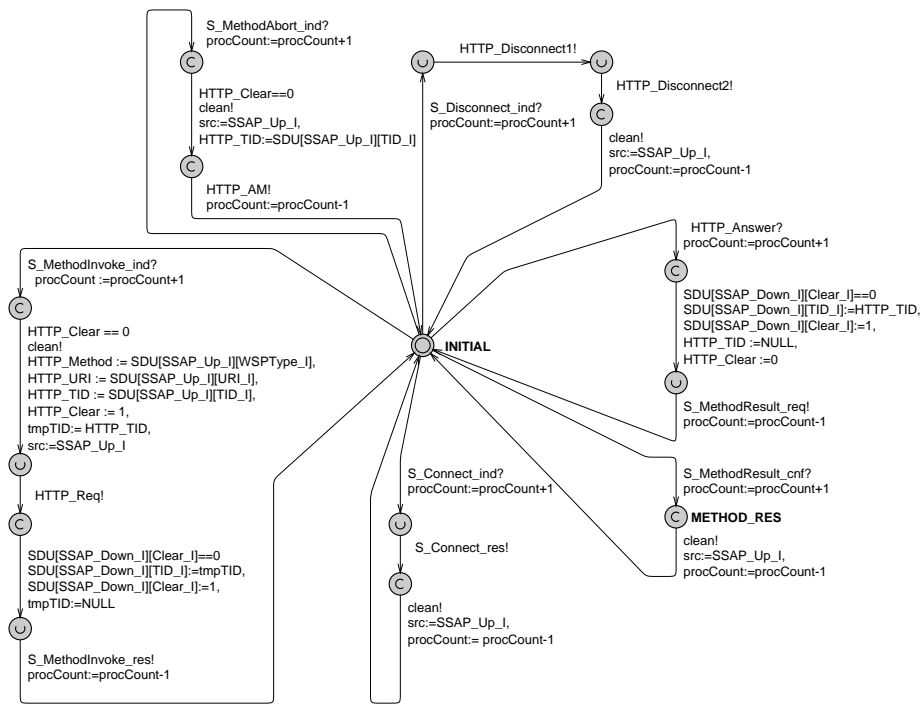 S_MethodAbort_ind?
procCount:=procCount+1
C
HTTP_Clear==0
clean!
src:=SSAP_Up_I,
HTTP_TID:=SDU[SSAP_Up_I][TID_I]
C
HTTP_AM!
procCount:=procCount-1
HTTP_Disconnect1!
U
U
HTTP_Disconnect2!
S_Disconnect_ind?
procCount:=procCount+1
C
clean!
src:=SSAP_Up_I,
procCount:=procCount-1
HTTP_Answer?
procCount:=procCount+1
C
SDU[SSAP_Down_I][Clear_I]==0
SDU[SSAP_Down_I][TID_I]:=HTTP_TID,
SDU[SSAP_Down_I][Clear_I]:=1,
HTTP_TID :=NULL,
HTTP_Clear :=0
U
S_MethodResult_req!
procCount:=procCount-1
S_MethodInvoke_ind?
procCount :=procCount+1
C
HTTP_Clear == 0
clean!
HTTP_Method := SDU[SSAP_Up_I][WSPType_I],
HTTP_URI := SDU[SSAP_Up_I][URI_I],
HTTP_TID := SDU[SSAP_Up_I][TID_I],
HTTP_Clear := 1,
tmpTID:= HTTP_TID,
src:=SSAP_Up_I
U
HTTP_Req!
C
SDU[SSAP_Down_I][Clear_I]==0
SDU[SSAP_Down_I][TID_I]:=tmpTID,
SDU[SSAP_Down_I][Clear_I]:=1,
tmpTID:=NULL
U
S_MethodInvoke_res!
procCount:=procCount-1
INITIAL
S_Connect_ind?
procCount:=procCount+1
U
S_Connect_res!
C
clean!
src:=SSAP_Up_I,
procCount:= procCount-1
S_MethodResult_cnf?
procCount:=procCount+1
C
METHOD_RES
clean!
src:=SSAP_Up_I,
procCount:=procCount-1